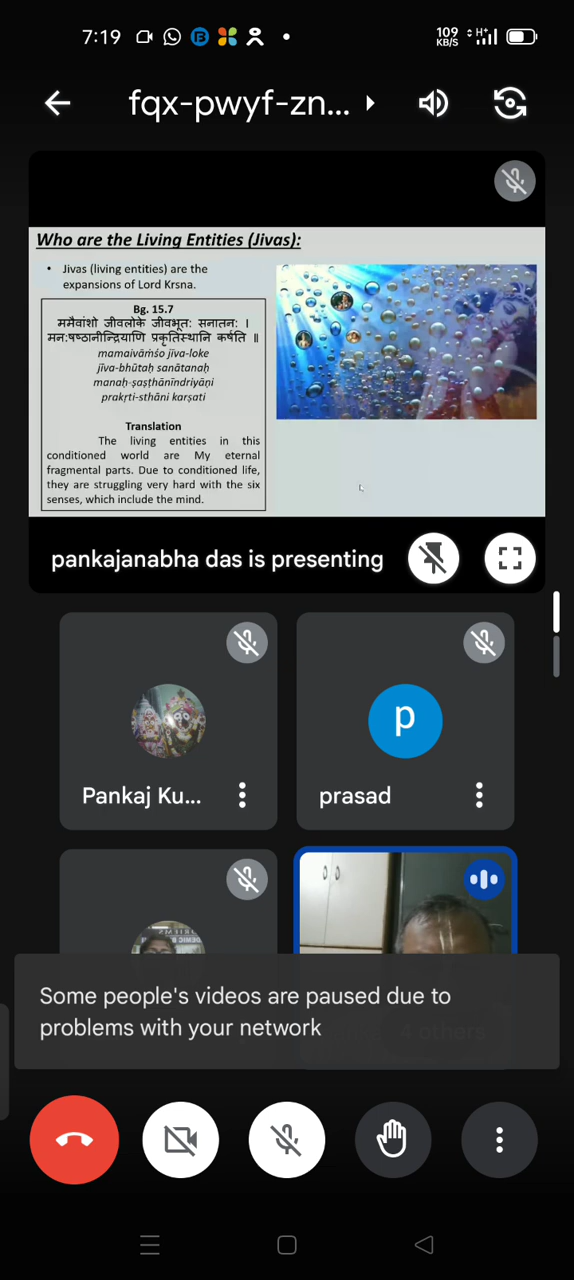 7:19
109
KB/S
H+
fqx-pwyf-zn...
Who are the Living Entities (Jivas):
• Jivas (living entities) are the
expansions of Lord Krsna.
Bg. 15.7
ममैवांशो जीवलोके जीवभूत: सनातन: ।
मन:षष्ठानीन्द्रियाणि प्रकृतिस्थानि कर्षति ॥
mamaivāṁśo jīva-loke
jīva-bhūtaḥ sanātanaḥ
manaḥ-ṣaṣṭhānīndriyāṇi
prakṛti-sthāni karṣati
Translation
The living entities in this
conditioned world are My eternal
fragmental parts. Due to conditioned life,
they are struggling very hard with the six
senses, which include the mind.
pankajanabha das is presenting
Pankaj Ku...
p
prasad
Some people's videos are paused due to
problems with your network